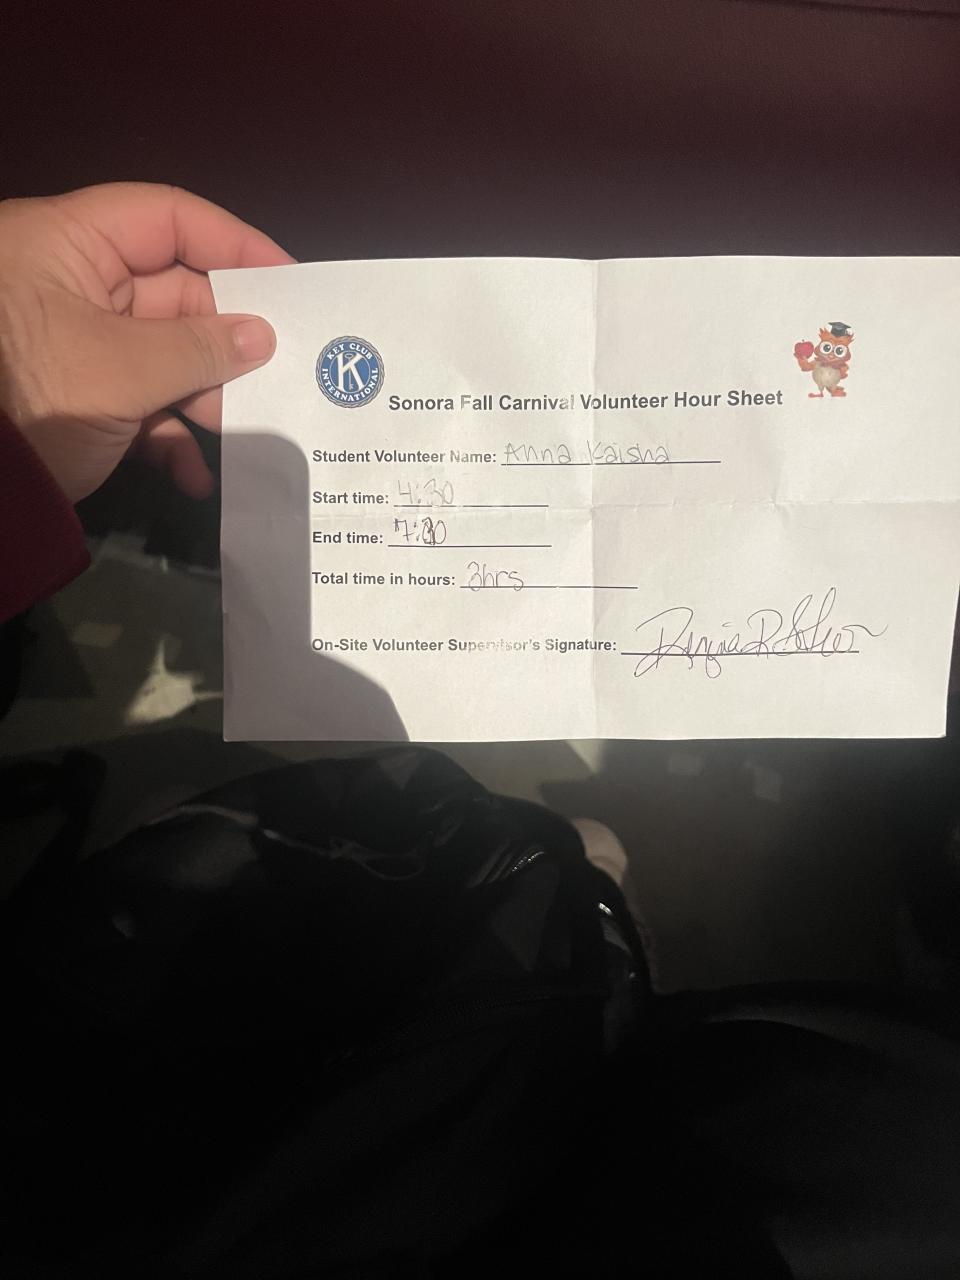 KEY CLUB
K
INTERNATIONAL
Sonora Fall Carnival Volunteer Hour Sheet
Student Volunteer Name: Anna Kaisha
Start time: 4:30
End time: 7:30
Total time in hours: 3hrs
On-Site Volunteer Supervisor's Signature: